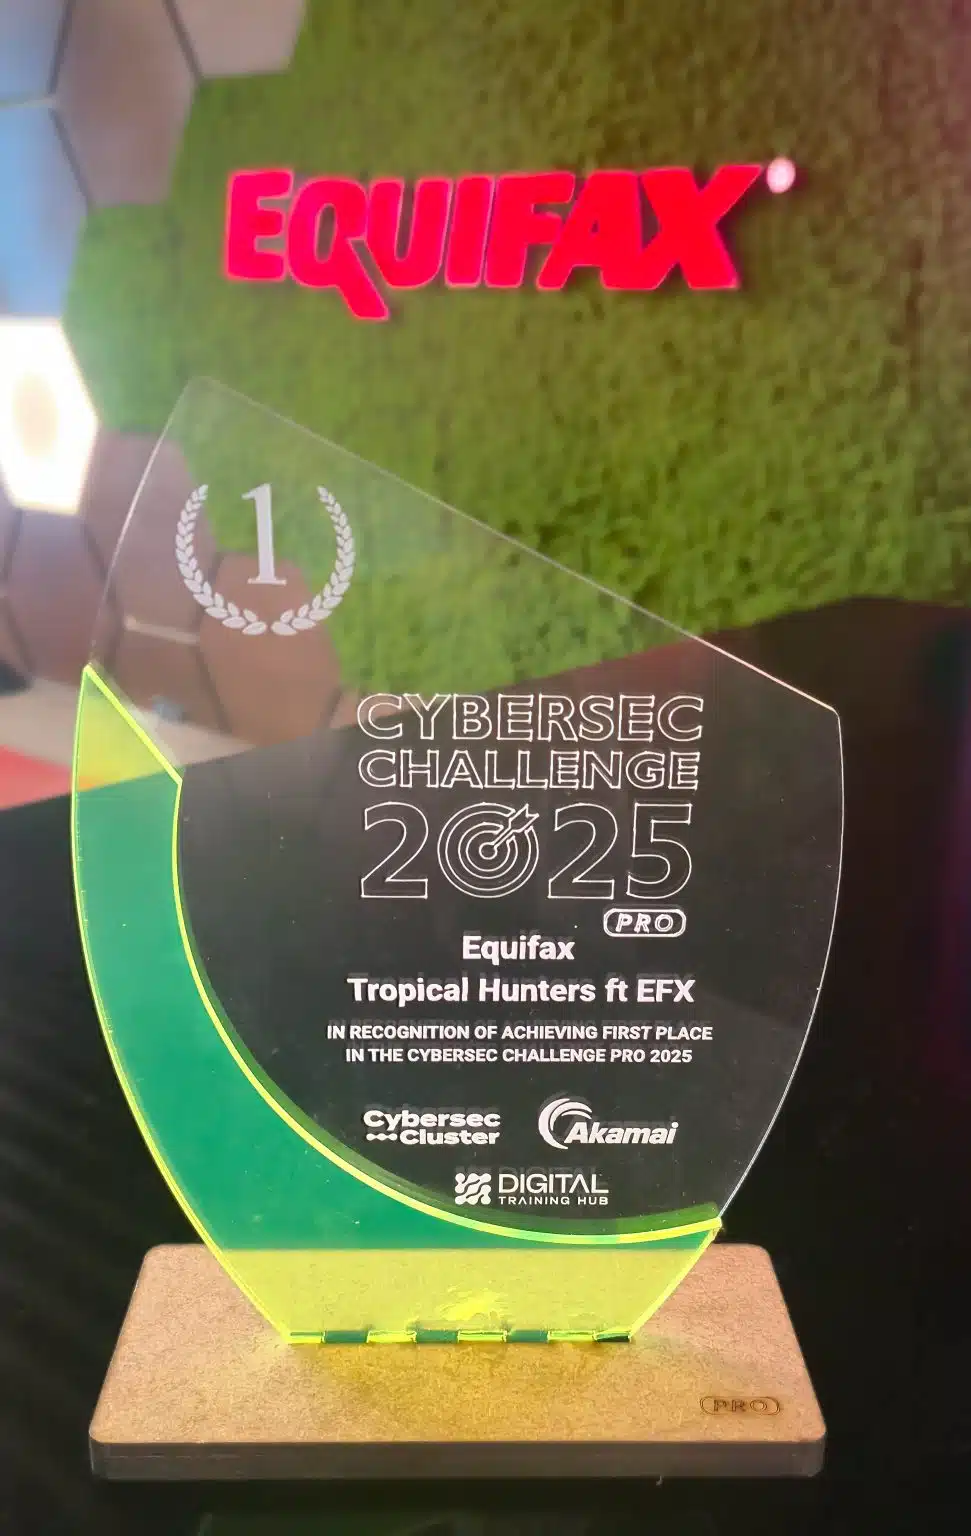 EQUIFAX
1
CYBERSEC
CHALLENGE
2025
PRO
Equifax
Tropical Hunters ft EFX
IN RECOGNITION OF ACHIEVING FIRST PLACE
IN THE CYBERSEC CHALLENGE PRO 2025
Cybersec Cluster
Akamai
DIGITAL
TRAINING HUB
PRO